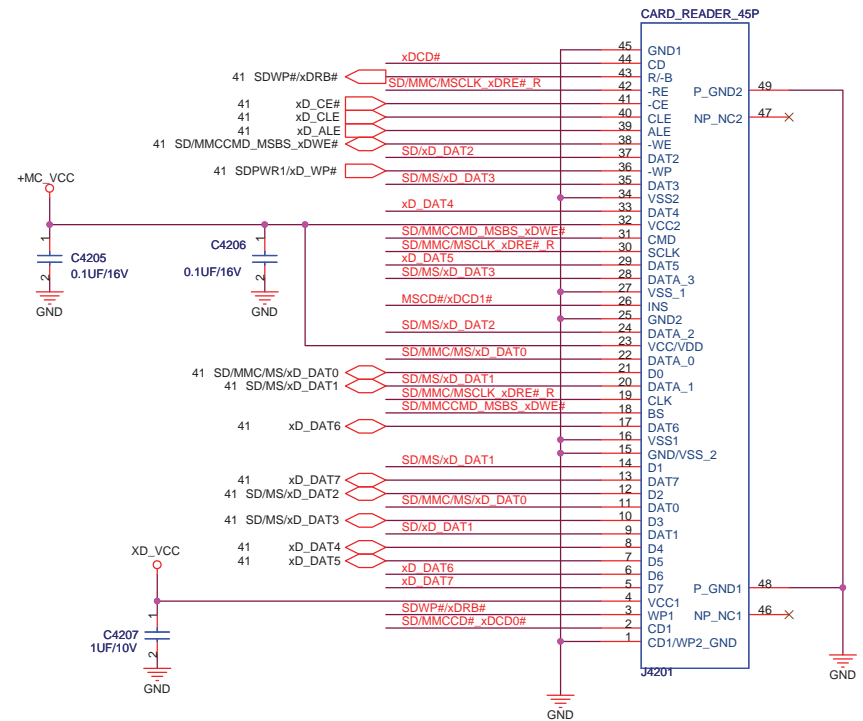 CARD_READER_45P
45 GND1
xDCD# 44 CD
41 SDWP#/xDRB# 43 R/-B
SD/MMC/MSCLK_xDRE#_R 42 -RE P_GND2 49
41 xD_CE# 41 -CE
41 xD_CLE 40 CLE NP_NC2 47
41 xD_ALE 39 ALE
41 SD/MMCCMD_MSBS_xDWE# 38 -WE
SD/xD_DAT2 37 DAT2
41 SDPWR1/xD_WP# 36 -WP
SD/MS/xD_DAT3 35 DAT3
+MC_VCC
34 VSS2
xD_DAT4 33 DAT4
32 VCC2
SD/MMCCMD_MSBS_xDWE# 31 CMD
SD/MMC/MSCLK_xDRE#_R 30 SCLK
xD_DAT5 29 DAT5
SD/MS/xD_DAT3 28 DATA_3
1 C4205 2 0.1UF/16V GND
1 C4206 2 0.1UF/16V GND
27 VSS_1
MSCD#/xDCD1# 26 INS
25 GND2
SD/MS/xD_DAT2 24 DATA_2
23 VCC/VDD
SD/MMC/MS/xD_DAT0 22 DATA_0
41 SD/MMC/MS/xD_DAT0 21 D0
41 SD/MS/xD_DAT1 SD/MS/xD_DAT1 20 DATA_1
SD/MMC/MSCLK_xDRE#_R 19 CLK
SD/MMCCMD_MSBS_xDWE# 18 BS
41 xD_DAT6 17 DAT6
16 VSS1
15 GND/VSS_2
SD/MS/xD_DAT1 14 D1
41 xD_DAT7 13 DAT7
41 SD/MS/xD_DAT2 12 D2
SD/MMC/MS/xD_DAT0 11 DAT0
41 SD/MS/xD_DAT3 10 D3
SD/xD_DAT1 9 DAT1
XD_VCC
41 xD_DAT4 8 D4
41 xD_DAT5 7 D5
xD_DAT6 6 D6
xD_DAT7 5 D7 P_GND1 48
4 VCC1
SDWP#/xDRB# 3 WP1 NP_NC1 46
SD/MMCCD#_xDCD0# 2 CD1
1 CD1/WP2_GND
1 C4207 2 1UF/10V GND
J4201
GND
GND